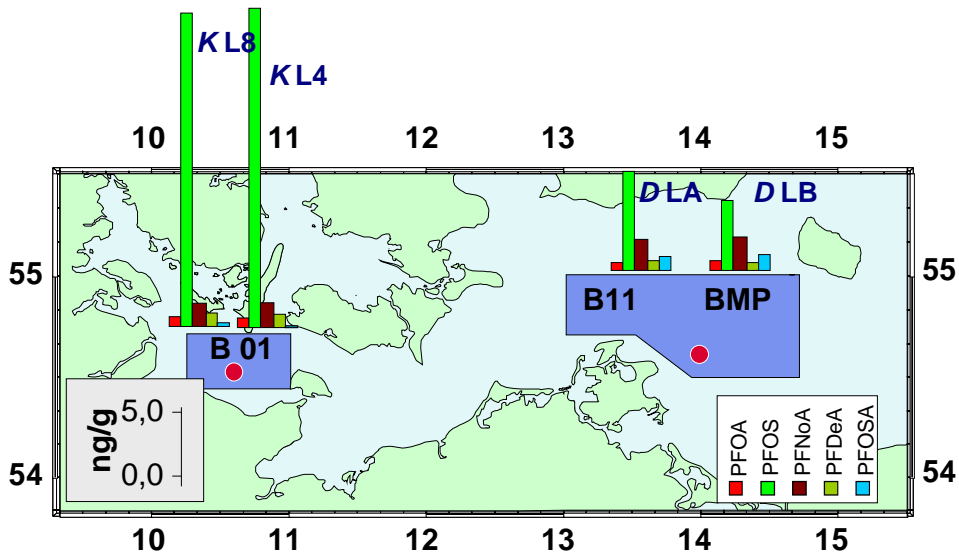 K L8
K L4
10 11 12 13 14 15
D LA D LB
55 55
B11 BMP
B 01
ng/g
5,0
0,0
PFOA
PFOS
PFNoA
PFDeA
PFOSA
54 54
10 11 12 13 14 15